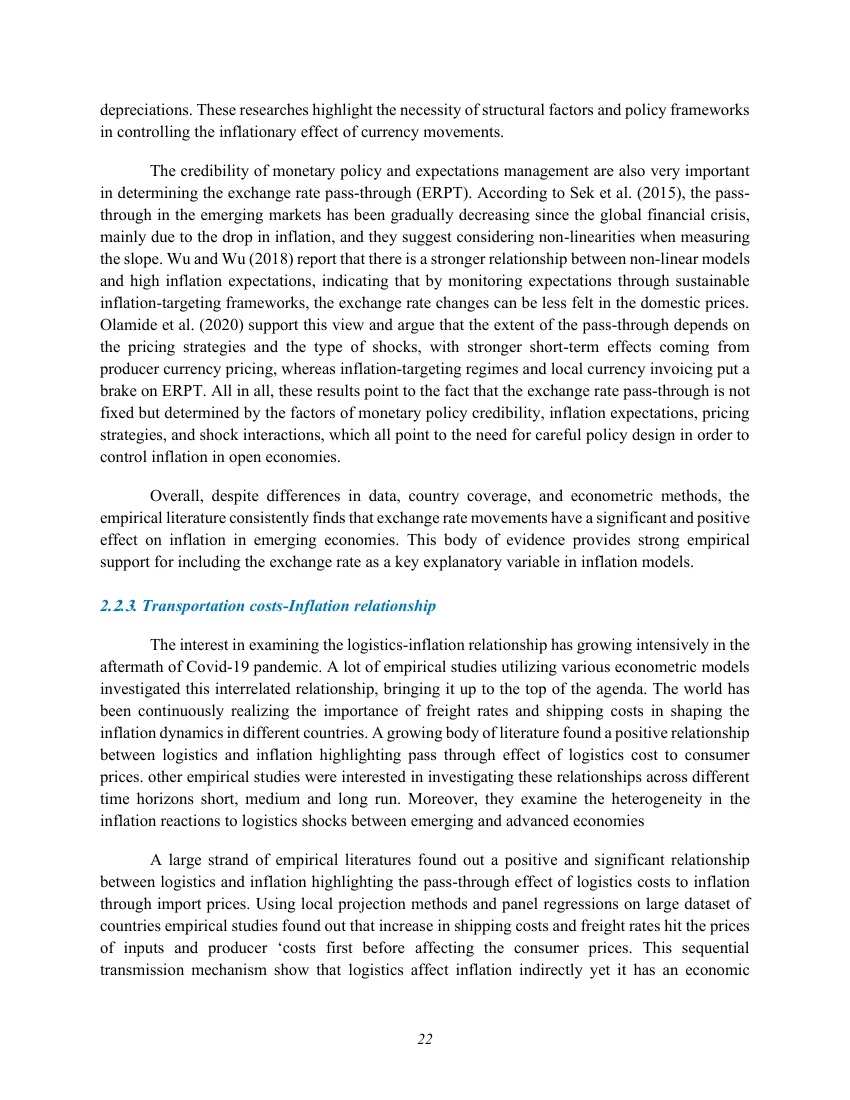 depreciations. These researches highlight the necessity of structural factors and policy frameworks
in controlling the inflationary effect of currency movements.
The credibility of monetary policy and expectations management are also very important
in determining the exchange rate pass-through (ERPT). According to Sek et al. (2015), the pass-
through in the emerging markets has been gradually decreasing since the global financial crisis,
mainly due to the drop in inflation, and they suggest considering non-linearities when measuring
the slope. Wu and Wu (2018) report that there is a stronger relationship between non-linear models
and high inflation expectations, indicating that by monitoring expectations through sustainable
inflation-targeting frameworks, the exchange rate changes can be less felt in the domestic prices.
Olamide et al. (2020) support this view and argue that the extent of the pass-through depends on
the pricing strategies and the type of shocks, with stronger short-term effects coming from
producer currency pricing, whereas inflation-targeting regimes and local currency invoicing put a
brake on ERPT. All in all, these results point to the fact that the exchange rate pass-through is not
fixed but determined by the factors of monetary policy credibility, inflation expectations, pricing
strategies, and shock interactions, which all point to the need for careful policy design in order to
control inflation in open economies.
Overall, despite differences in data, country coverage, and econometric methods, the
empirical literature consistently finds that exchange rate movements have a significant and positive
effect on inflation in emerging economies. This body of evidence provides strong empirical
support for including the exchange rate as a key explanatory variable in inflation models.
2.2.3. Transportation costs-Inflation relationship
The interest in examining the logistics-inflation relationship has growing intensively in the
aftermath of Covid-19 pandemic. A lot of empirical studies utilizing various econometric models
investigated this interrelated relationship, bringing it up to the top of the agenda. The world has
been continuously realizing the importance of freight rates and shipping costs in shaping the
inflation dynamics in different countries. A growing body of literature found a positive relationship
between logistics and inflation highlighting pass through effect of logistics cost to consumer
prices. other empirical studies were interested in investigating these relationships across different
time horizons short, medium and long run. Moreover, they examine the heterogeneity in the
inflation reactions to logistics shocks between emerging and advanced economies
A large strand of empirical literatures found out a positive and significant relationship
between logistics and inflation highlighting the pass-through effect of logistics costs to inflation
through import prices. Using local projection methods and panel regressions on large dataset of
countries empirical studies found out that increase in shipping costs and freight rates hit the prices
of inputs and producer ‘costs first before affecting the consumer prices. This sequential
transmission mechanism show that logistics affect inflation indirectly yet it has an economic
22